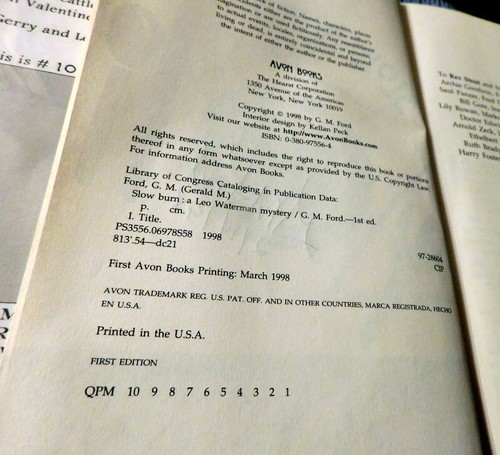 work of fiction. Names, characters, places
incidents either are the product of the author's
imagination or are used fictitiously. Any resemblance
to actual events, locales, organizations, or persons,
living or dead, is entirely coincidental and beyond
the intent of either the author or the publisher.
AVON BOOKS
A division of
The Hearst Corporation
1350 Avenue of the Americas
New York, New York 10019
Copyright © 1998 by G. M. Ford
Interior design by Kellan Peck
Visit our website at http://www.AvonBooks.com
ISBN: 0-380-97556-4
All rights reserved, which includes the right to reproduce this book or portions
thereof in any form whatsoever except as provided by the U.S. Copyright Law.
For information address Avon Books.
Library of Congress Cataloging in Publication Data:
Ford, G. M. (Gerald M.)
Slow burn : a Leo Waterman mystery / G. M. Ford.—1st ed.
p. cm.
I. Title.
PS3556.O6978S58 1998
813'.54—dc21
97-28604
CIP
First Avon Books Printing: March 1998
AVON TRADEMARK REG. U.S. PAT. OFF. AND IN OTHER COUNTRIES, MARCA REGISTRADA, HECHO
EN U.S.A.
Printed in the U.S.A.
FIRST EDITION
QPM 10 9 8 7 6 5 4 3 2 1
Valentine
Gerry and
is is # 10
To Rex Stout and
Archie Goodwin,
Saul Panzer,
Bill Gore,
Lily Rowan,
Doctor
Arnold Zeck
Ruth
Harry